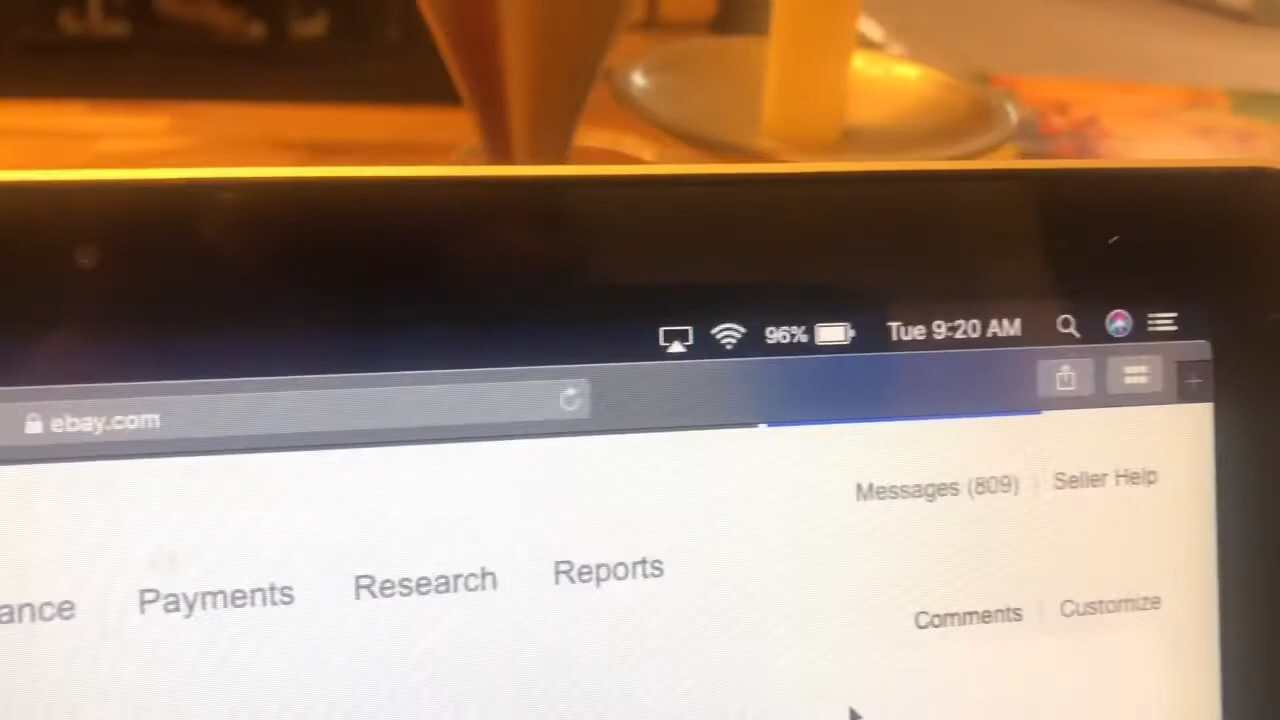 96% Tue 9:20 AM
ebay.com
Messages (809) Seller Help
ance Payments Research Reports
Comments Customize